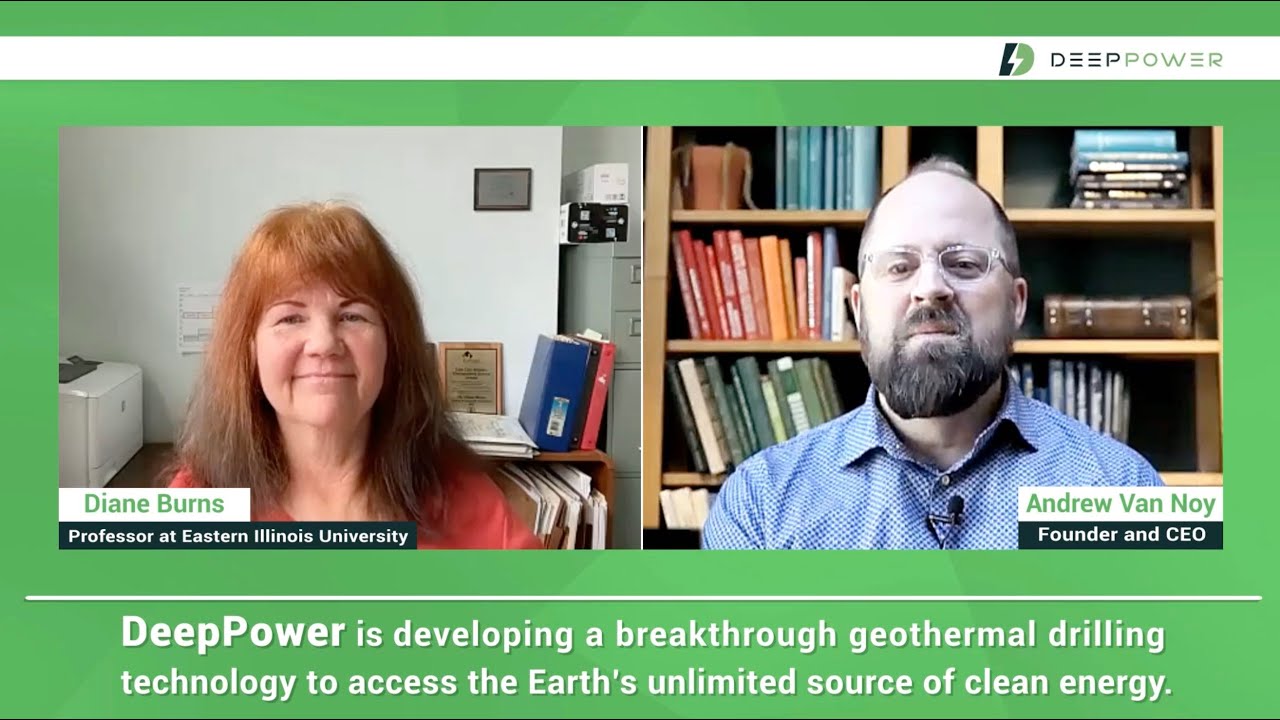 DEEPPOWER
Diane Burns
Professor at Eastern Illinois University
Andrew Van Noy
Founder and CEO
DeepPower is developing a breakthrough geothermal drilling
technology to access the Earth's unlimited source of clean energy.